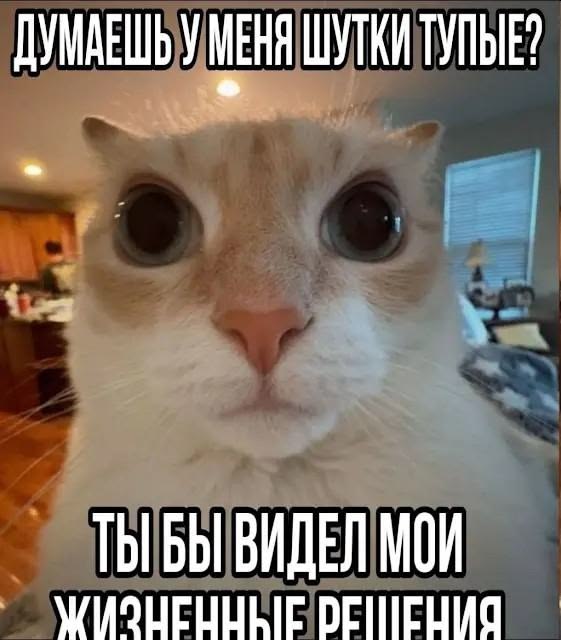 ДУМАЕШЬ У МЕНЯ ШУТКИ ТУПЫЕ?
ТЫ БЫ ВИДЕЛ МОИ
ЖИЗНЕННЫЕ РЕШЕНИЯ